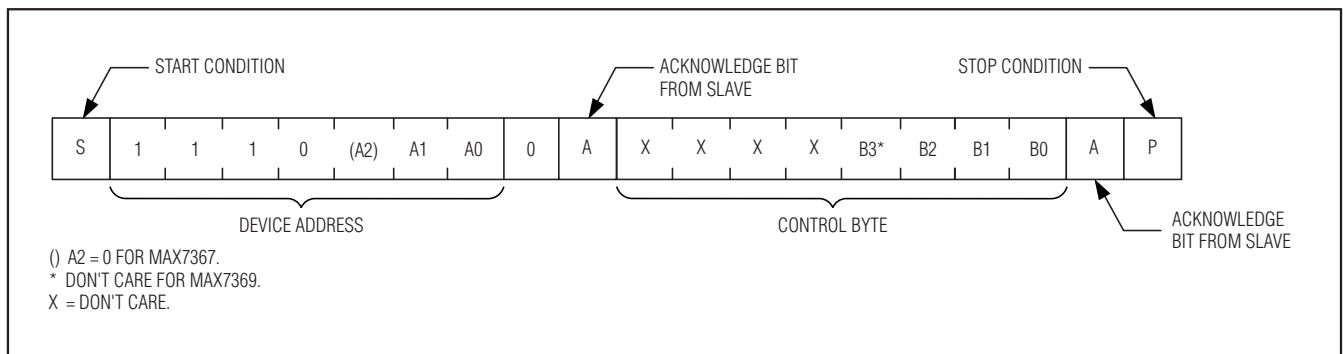 START CONDITION
ACKNOWLEDGE BIT
FROM SLAVE
STOP CONDITION
S 1 1 1 0 (A2) A1 A0 0 A X X X X B3* B2 B1 B0 A P
DEVICE ADDRESS
CONTROL BYTE
ACKNOWLEDGE
BIT FROM SLAVE
() A2 = 0 FOR MAX7367.
* DON'T CARE FOR MAX7369.
X = DON'T CARE.